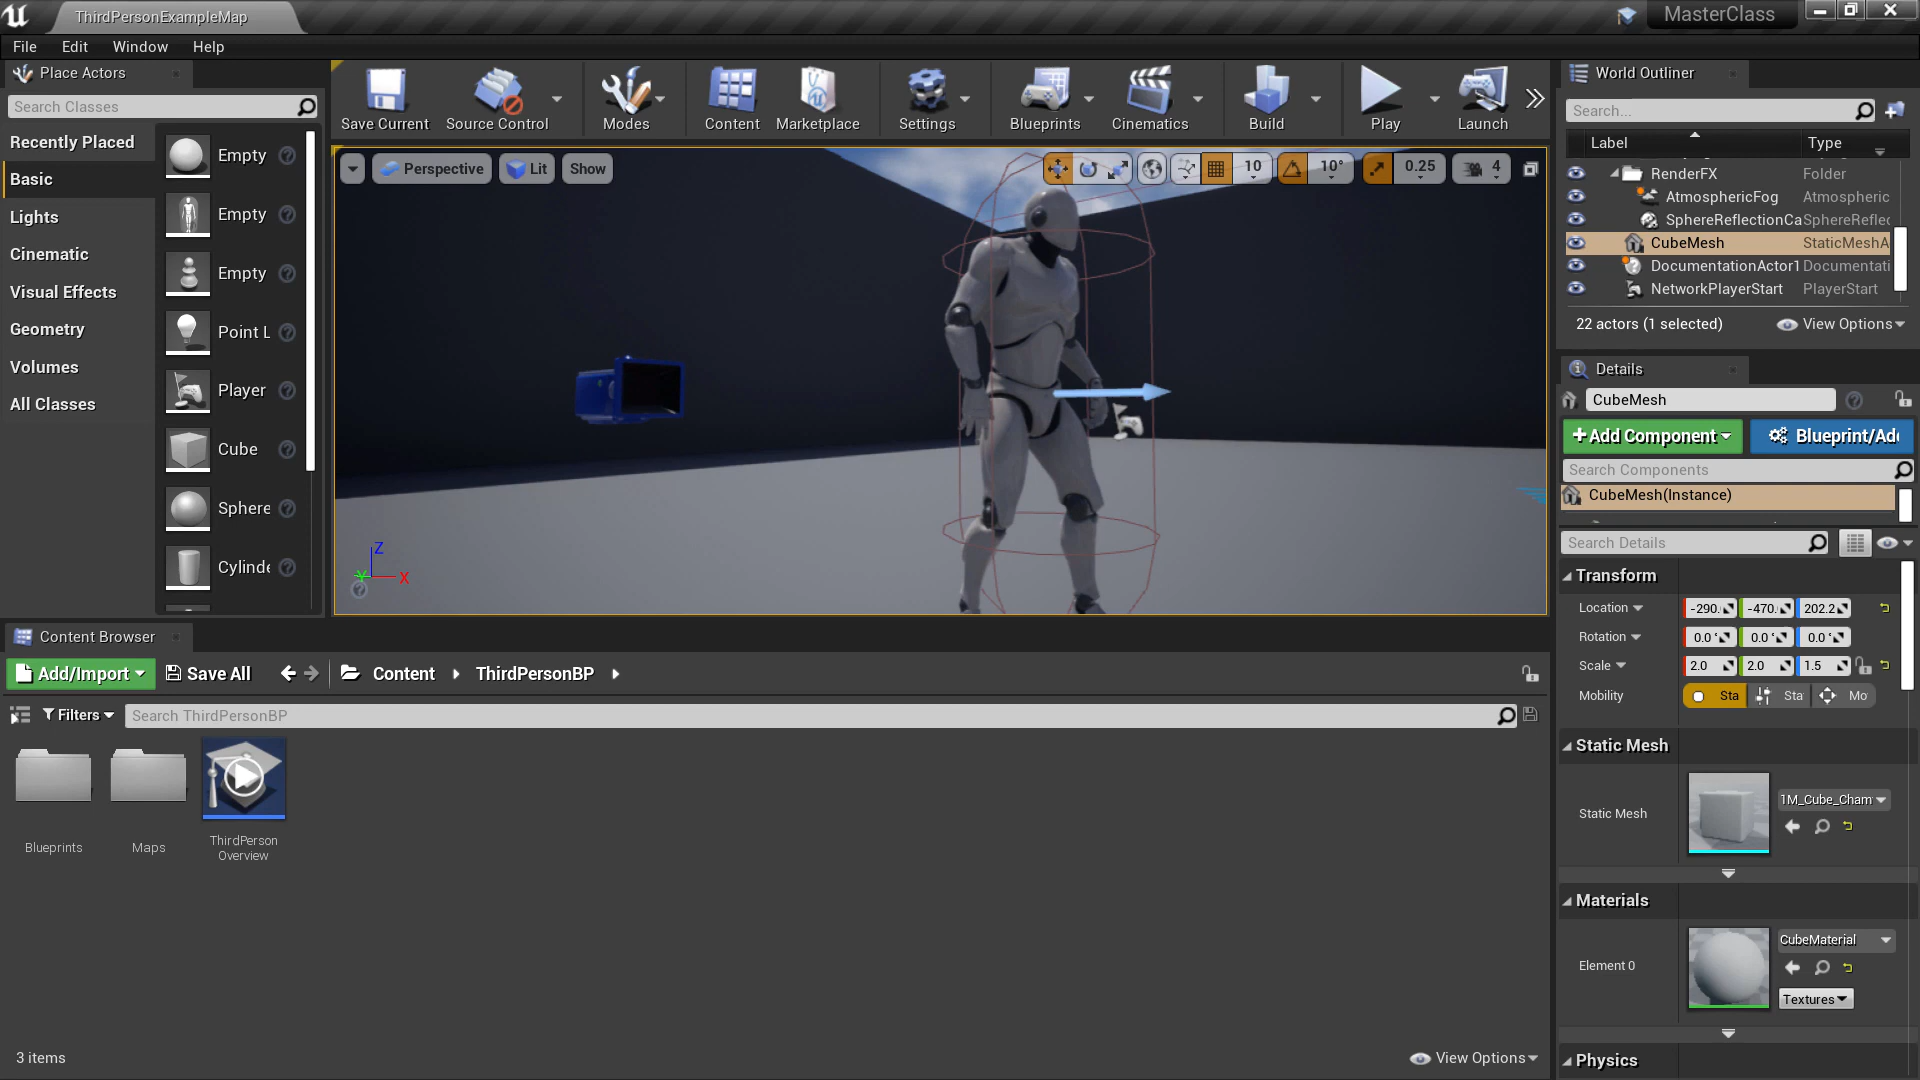 ThirdPersonExampleMap
MasterClass
File Edit Window Help
Place Actors
Search Classes
Recently Placed
Basic
Lights
Cinematic
Visual Effects
Geometry
Volumes
All Classes
Empty
Empty
Empty
Point L
Player
Cube
Sphere
Cylinde
Save Current
Source Control
Modes
Content
Marketplace
Settings
Blueprints
Cinematics
Build
Play
Launch
Perspective
Lit
Show
10
10°
0.25
4
Z
Y
X
World Outliner
Search...
Label Type
RenderFX Folder
AtmosphericFog Atmospheric
SphereReflectionCa SphereReflec
CubeMesh StaticMeshA
DocumentationActor1 Documentati
NetworkPlayerStart PlayerStart
22 actors (1 selected)
View Options
Details
CubeMesh
+Add Component
Blueprint/Add
Search Components
CubeMesh(Instance)
Search Details
Transform
Location -290. -470. 202.2
Rotation 0.0 ° 0.0 ° 0.0 °
Scale 2.0 2.0 1.5
Mobility Sta Sta Mo
Static Mesh
Static Mesh
1M_Cube_Cham
Materials
Element 0
CubeMaterial
Textures
Physics
Content Browser
Add/Import
Save All
Content
ThirdPersonBP
Filters
Search ThirdPersonBP
Blueprints
Maps
ThirdPerson
Overview
3 items
View Options